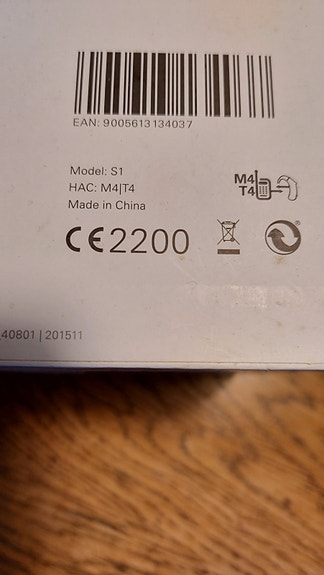 EAN: 9005613134037
Model: S1
HAC: M4|T4
Made in China
M4
T4
CE2200
40801 | 201511